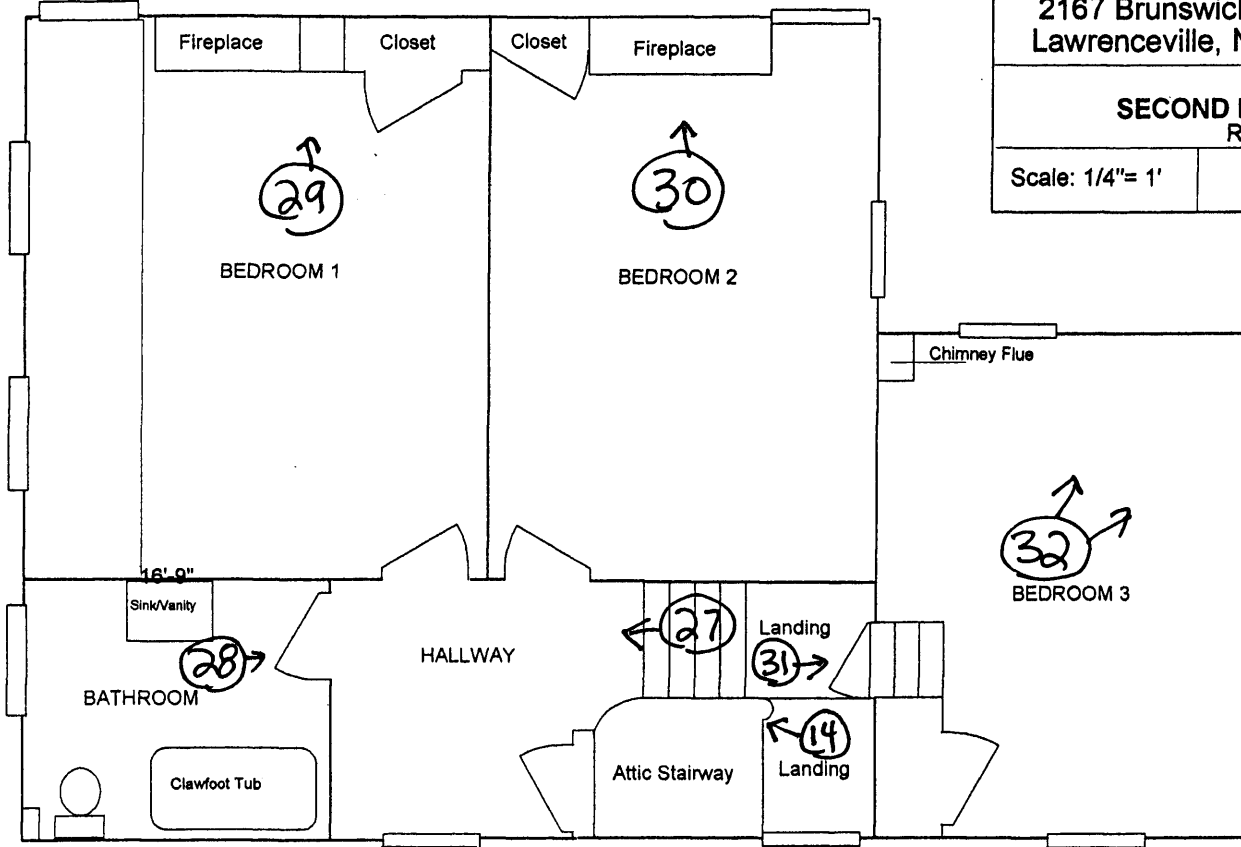 2167 Brunswick
Lawrenceville,
SECOND
Scale: 1/4"= 1'
Fireplace
Closet
Closet
Fireplace
29
30
BEDROOM 1
BEDROOM 2
Chimney Flue
32
BEDROOM 3
16'-9"
Sink/Vanity
27
Landing
28
31
HALLWAY
BATHROOM
14
Landing
Attic Stairway
Clawfoot Tub